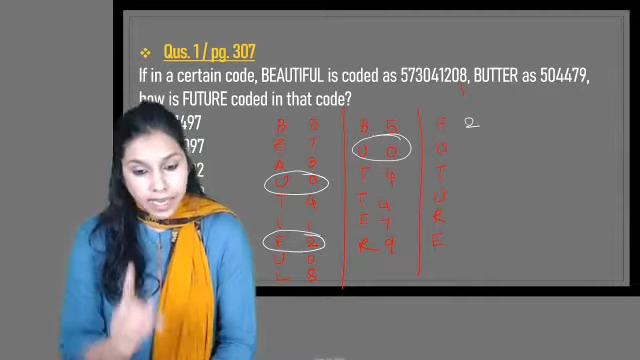 Qus. 1 / pg. 307
If in a certain code, BEAUTIFUL is coded as 573041208, BUTTER as 504479,
how is FUTURE coded in that code?
497
097
2
B 5
E 7
A 3
U 0
T 4
I 1
F 2
U 0
L 8
B 5
U 0
T 4
T 4
E 7
R 9
F 2
U
T
U
R
E